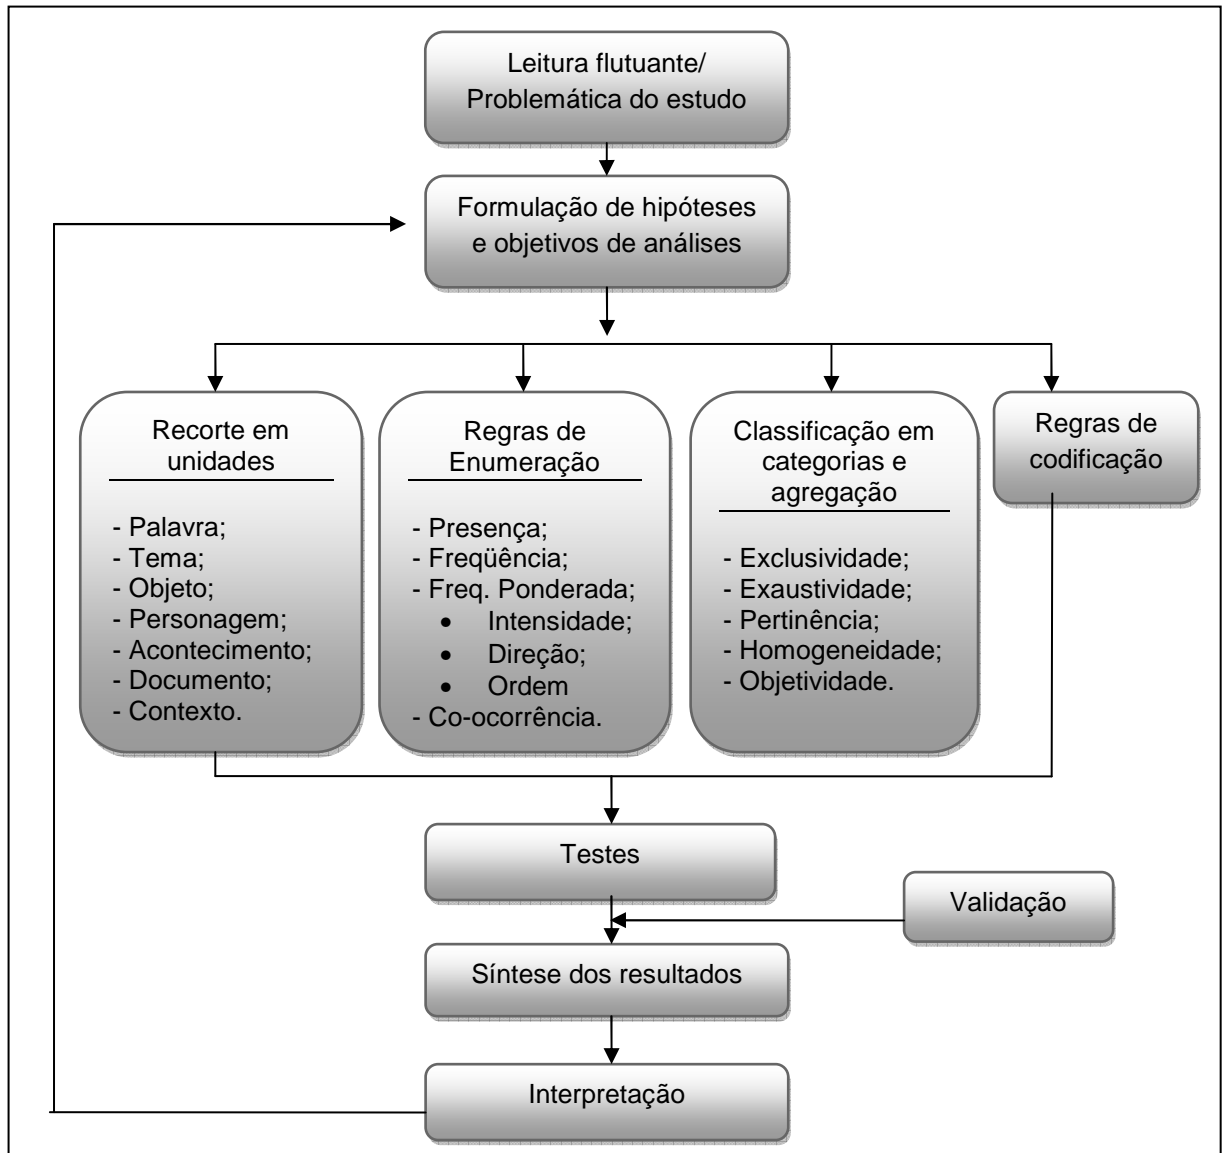 Leitura flutuante/
Problemática do estudo
Formulação de hipóteses
e objetivos de análises
Recorte em
unidades
- Palavra;
- Tema;
- Objeto;
- Personagem;
- Acontecimento;
- Documento;
- Contexto.
Regras de
Enumeração
- Presença;
- Freqüência;
- Freq. Ponderada;
• Intensidade;
• Direção;
• Ordem
- Co-ocorrência.
Classificação em
categorias e
agregação
- Exclusividade;
- Exaustividade;
- Pertinência;
- Homogeneidade;
- Objetividade.
Regras de
codificação
Testes
Validação
Síntese dos resultados
Interpretação